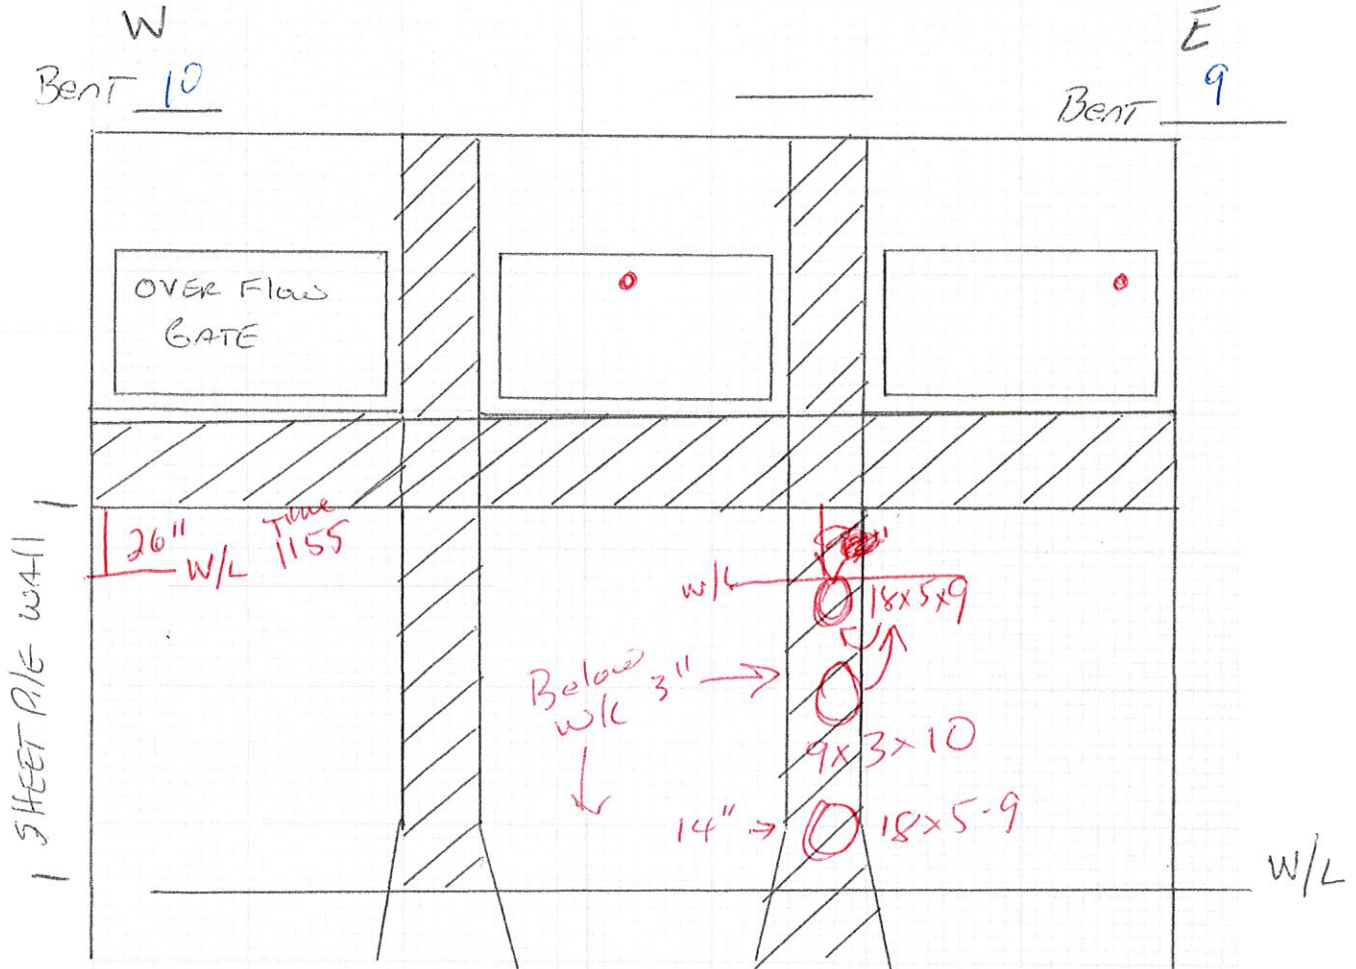 W
E
Bent 10
Bent 9
OVER Flow
GATE
26"
W/L
Time
1155
W/L
18x5x9
Below
W/L
3"
9x3x10
14"
18x5-9
SHEET PILE WALL
W/L